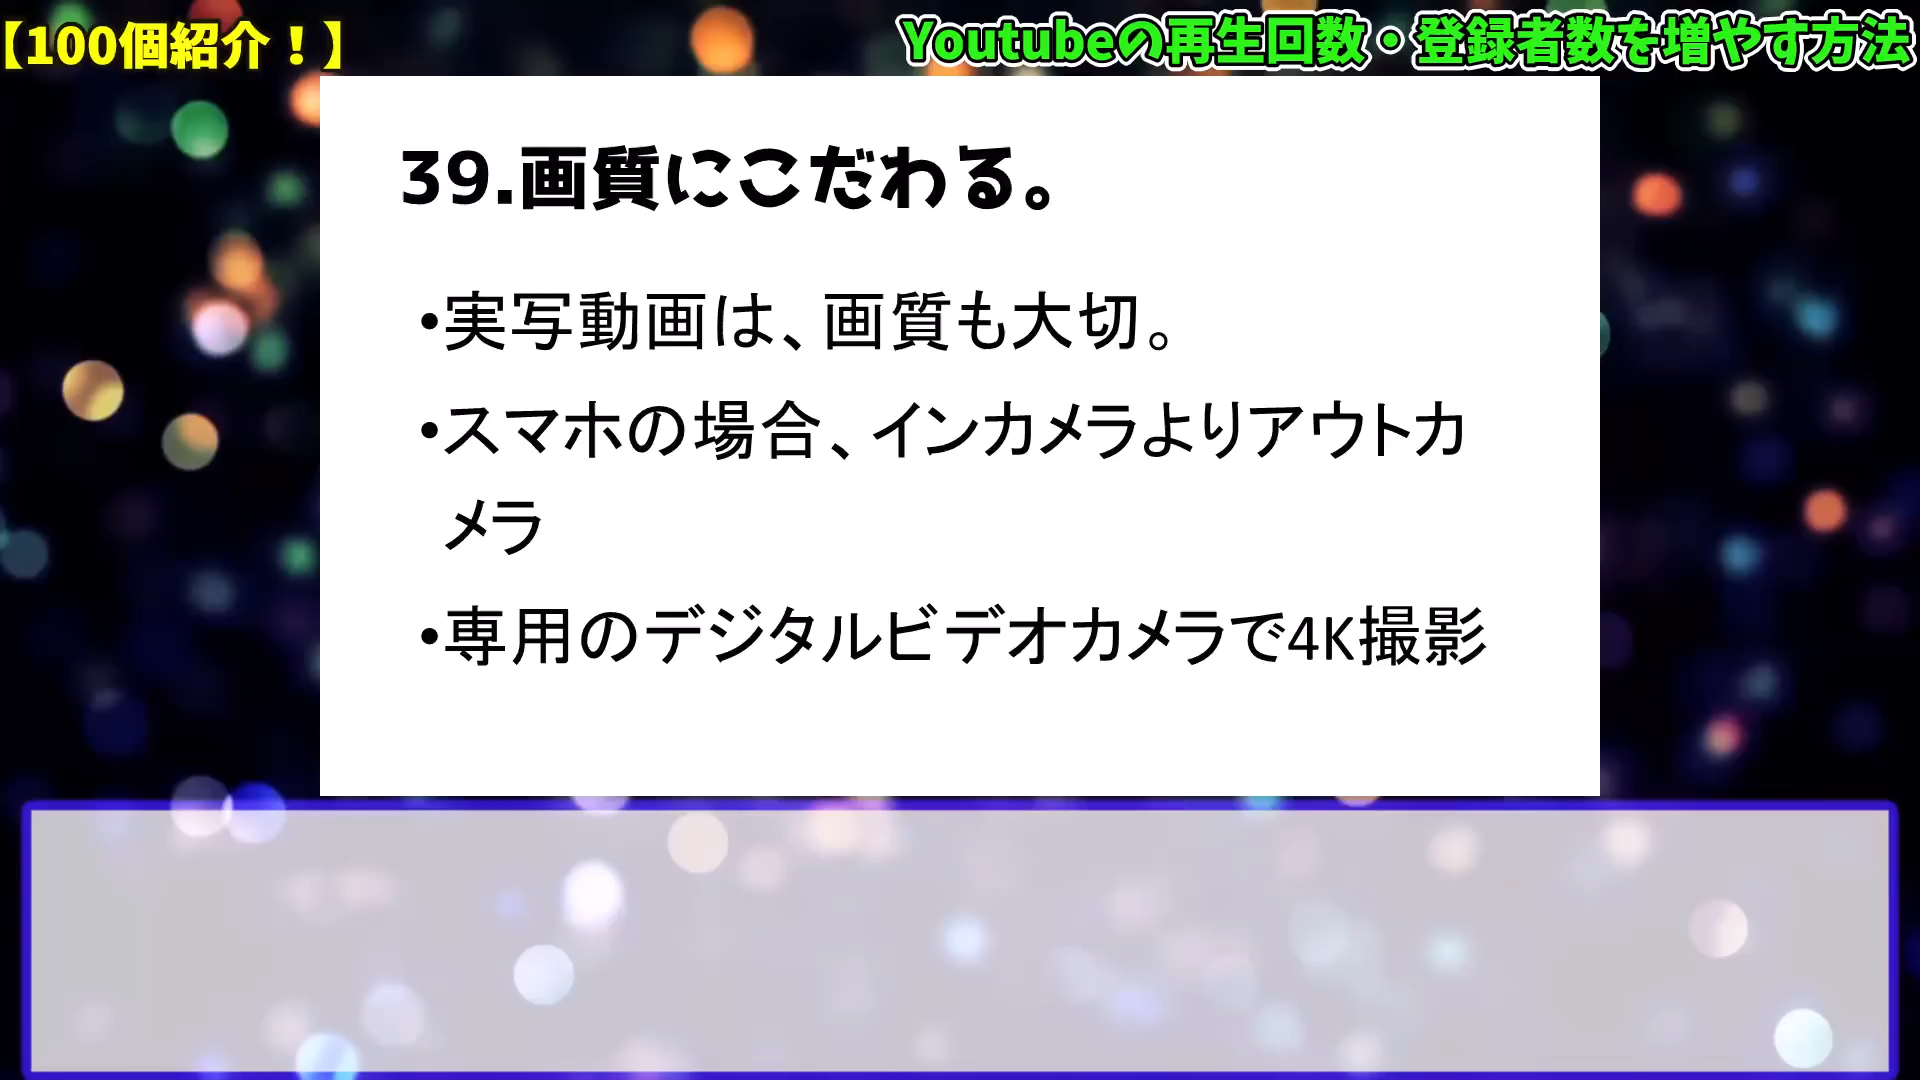 【100個紹介！】
Youtubeの再生回数・登録者数を増やす方法
39.画質にこだわる。
•実写動画は、画質も大切。
•スマホの場合、インカメラよりアウトカ
メラ
•専用のデジタルビデオカメラで4K撮影